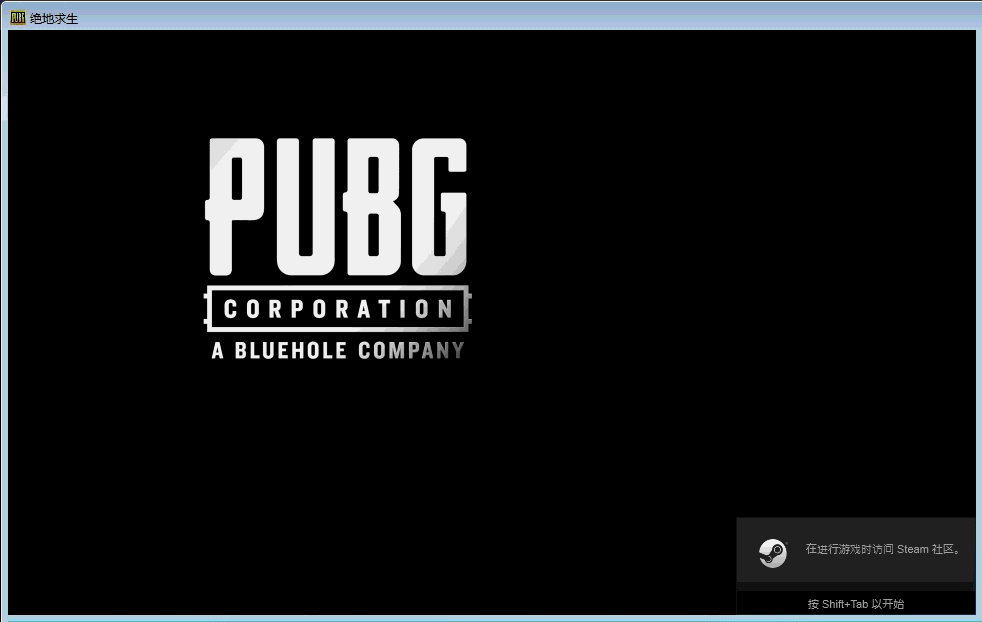 绝地求生
PUBG
CORPORATION
A BLUEHOLE COMPANY
在进行游戏时访问 Steam 社区。
按 Shift+Tab 以开始